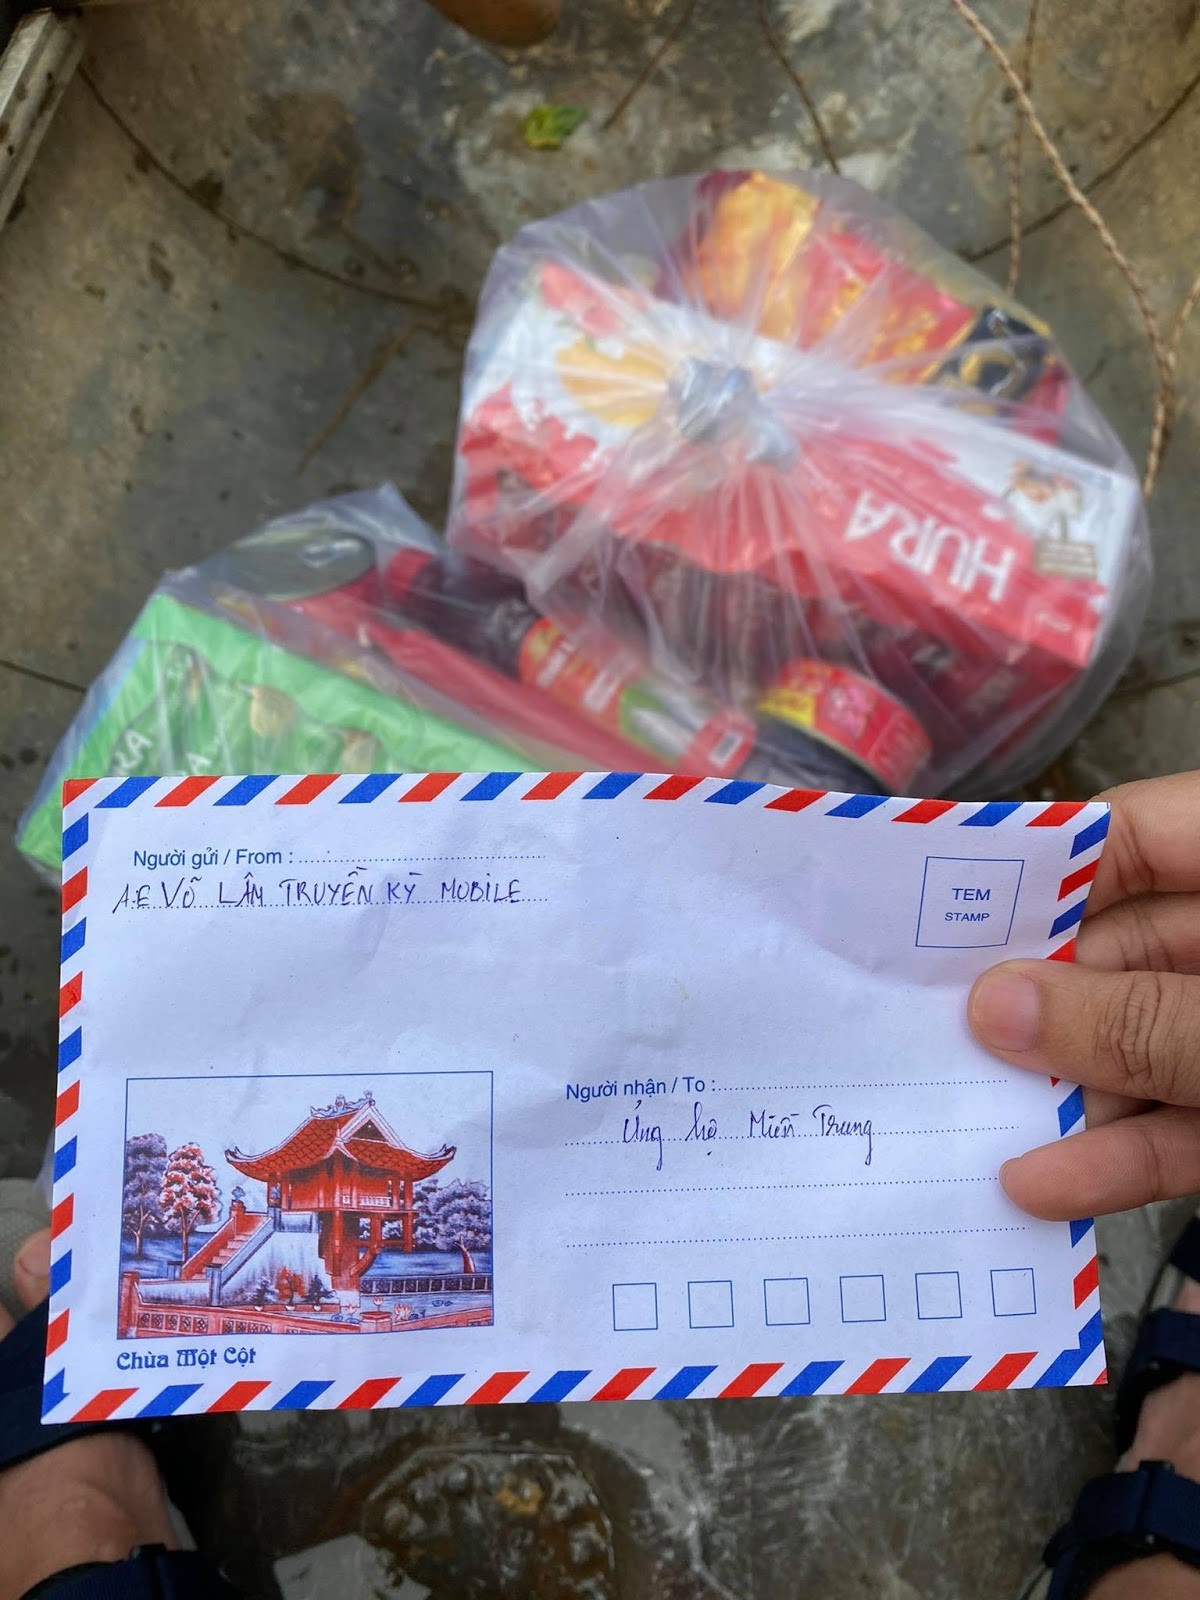 HURA
RA
Người gửi / From :
A.E VÕ LÂM TRUYỀN KỲ MOBILE
TEM
STAMP
Người nhận / To :
Ủng hộ Miền Trung
Chùa Một Cột